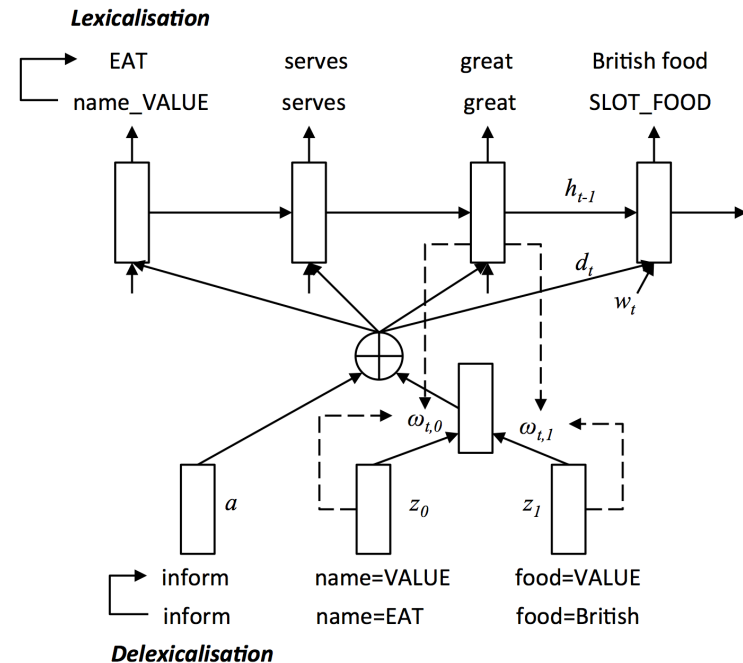 Lexicalisation
EAT serves great British food
name_VALUE serves great SLOT_FOOD
h_{t-1}
d_t
w_t
ω_{t,0} ω_{t,1}
a z_0 z_1
inform name=VALUE food=VALUE
inform name=EAT food=British
Delexicalisation